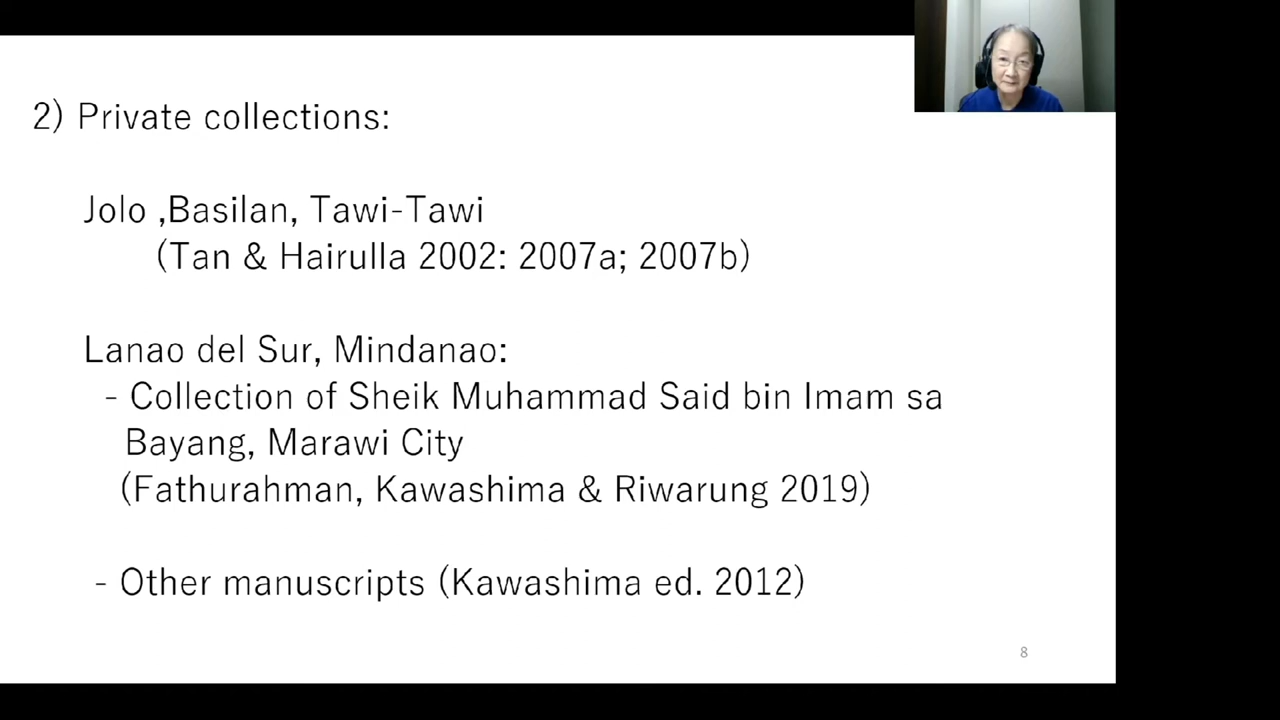 2) Private collections:
Jolo ,Basilan, Tawi-Tawi
(Tan & Hairulla 2002: 2007a; 2007b)
Lanao del Sur, Mindanao:
- Collection of Sheik Muhammad Said bin Imam sa
Bayang, Marawi City
(Fathurahman, Kawashima & Riwarung 2019)
- Other manuscripts (Kawashima ed. 2012)
8